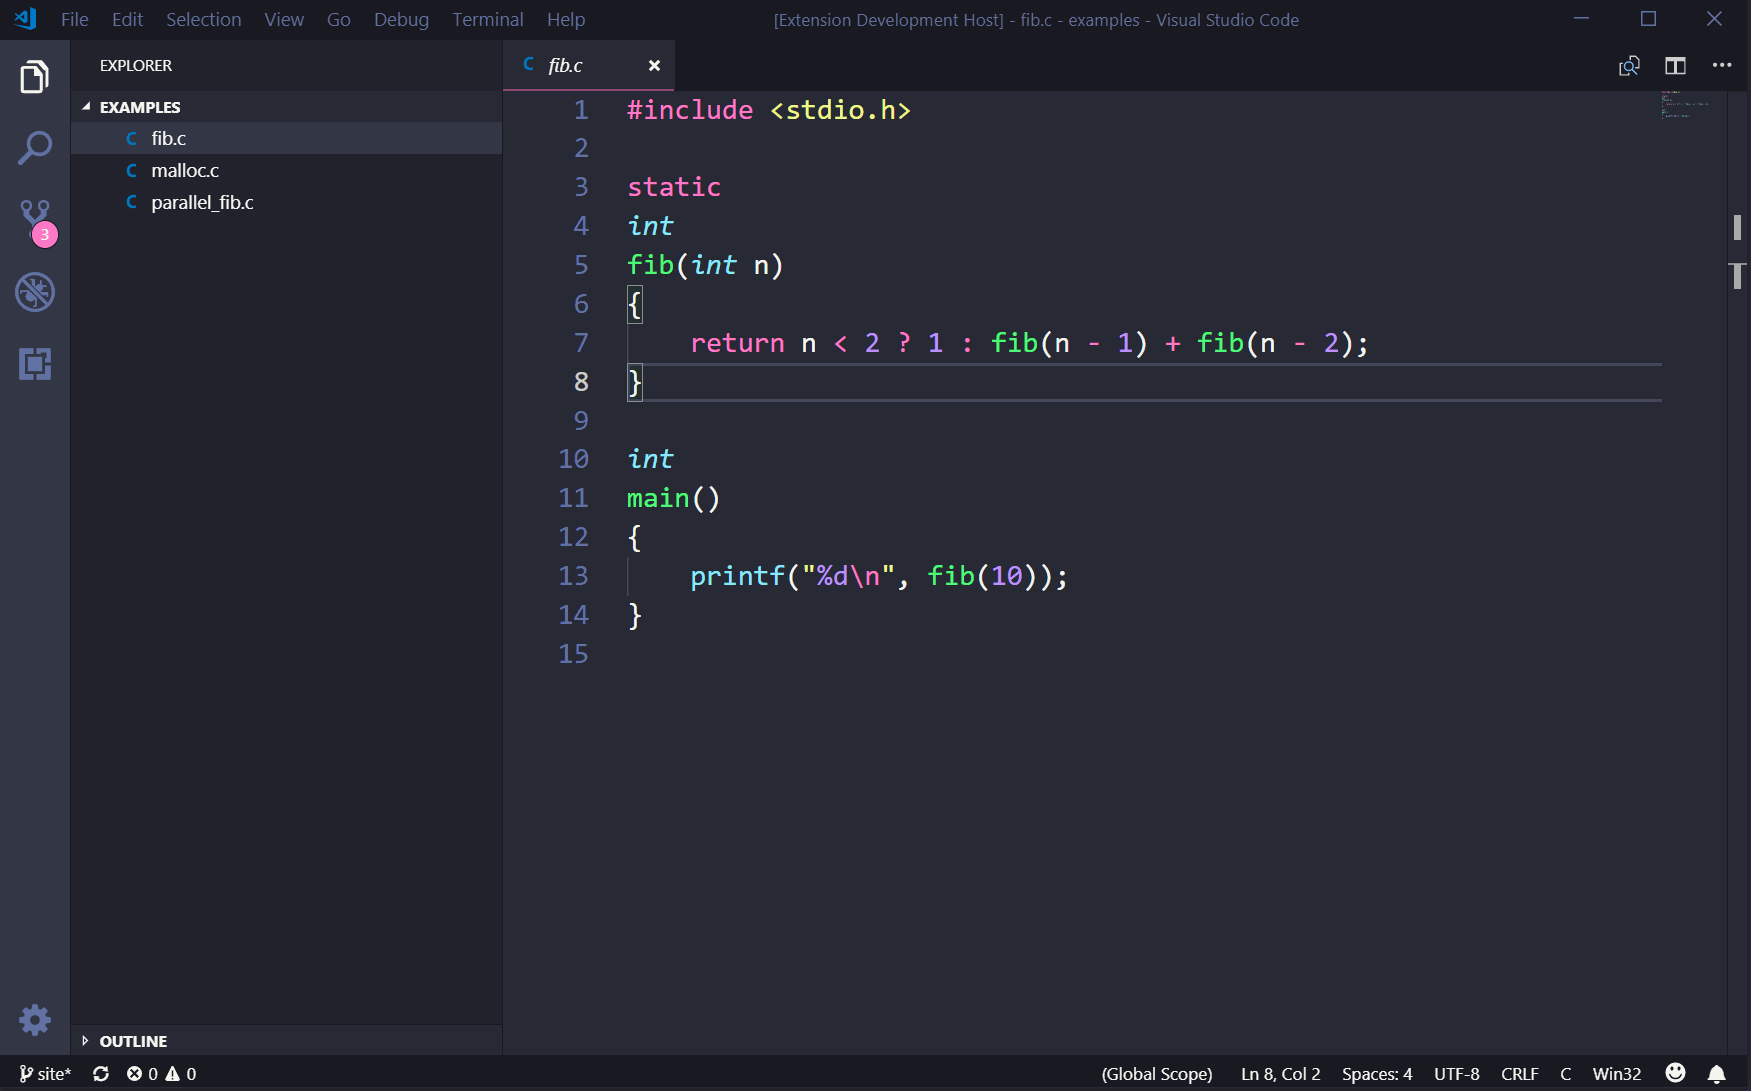 File Edit Selection View Go Debug Terminal Help [Extension Development Host] - fib.c - examples - Visual Studio Code
EXPLORER
EXAMPLES
C fib.c
C malloc.c
C parallel_fib.c
3
OUTLINE
C fib.c
1 #include <stdio.h>
2
3 static
4 int
5 fib(int n)
6 {
7 return n < 2 ? 1 : fib(n - 1) + fib(n - 2);
8 }
9
10 int
11 main()
12 {
13 printf("%d\n", fib(10));
14 }
15
site* 0 0 (Global Scope) Ln 8, Col 2 Spaces: 4 UTF-8 CRLF C Win32